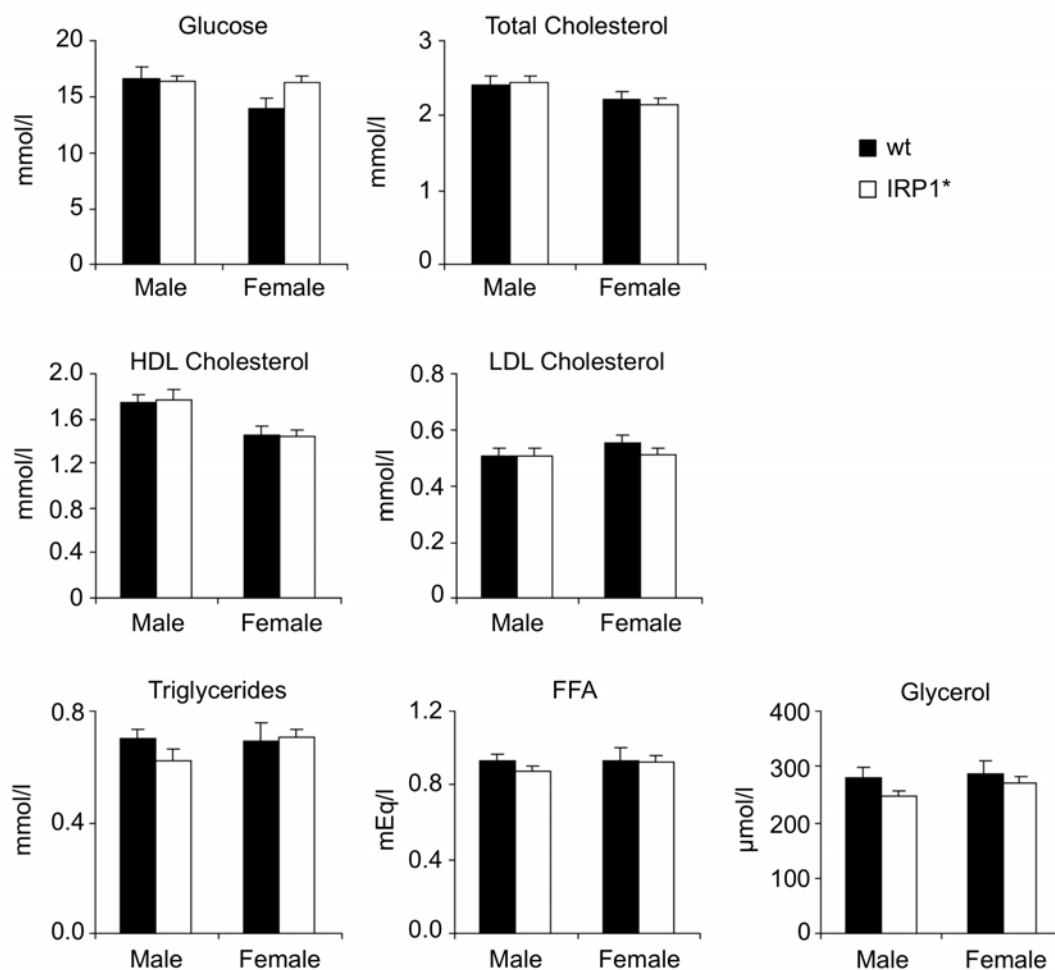 Glucose
20
15
10
5
0
mmol/l
Male Female
Total Cholesterol
3
2
1
0
mmol/l
Male Female
wt
IRP1*
HDL Cholesterol
2.0
1.6
1.2
0.8
0.4
0
mmol/l
Male Female
LDL Cholesterol
0.8
0.6
0.4
0.2
0
mmol/l
Male Female
Triglycerides
0.8
0.4
0.0
mmol/l
Male Female
FFA
1.2
0.8
0.4
0.0
mEq/l
Male Female
Glycerol
400
300
200
100
0
µmol/l
Male Female